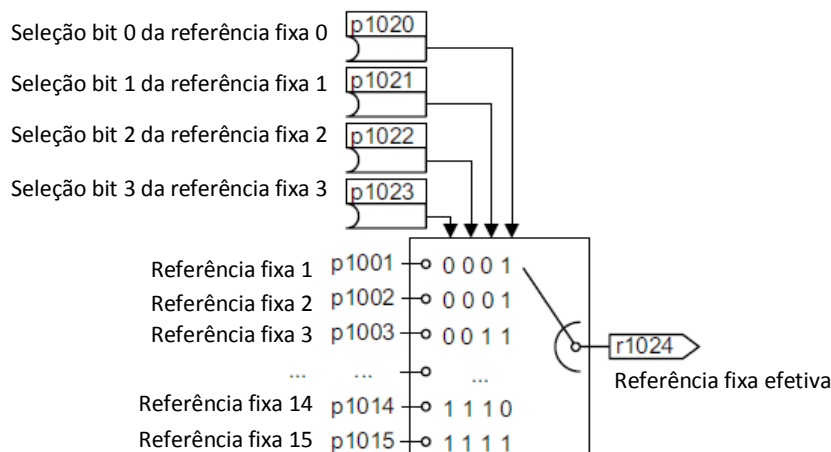 Seleção bit 0 da referência fixa 0 p1020
Seleção bit 1 da referência fixa 1 p1021
Seleção bit 2 da referência fixa 2 p1022
Seleção bit 3 da referência fixa 3 p1023
Referência fixa 1 p1001 0 0 0 1
Referência fixa 2 p1002 0 0 0 1
Referência fixa 3 p1003 0 0 1 1
r1024
... ... ...
Referência fixa efetiva
Referência fixa 14 p1014 1 1 1 0
Referência fixa 15 p1015 1 1 1 1